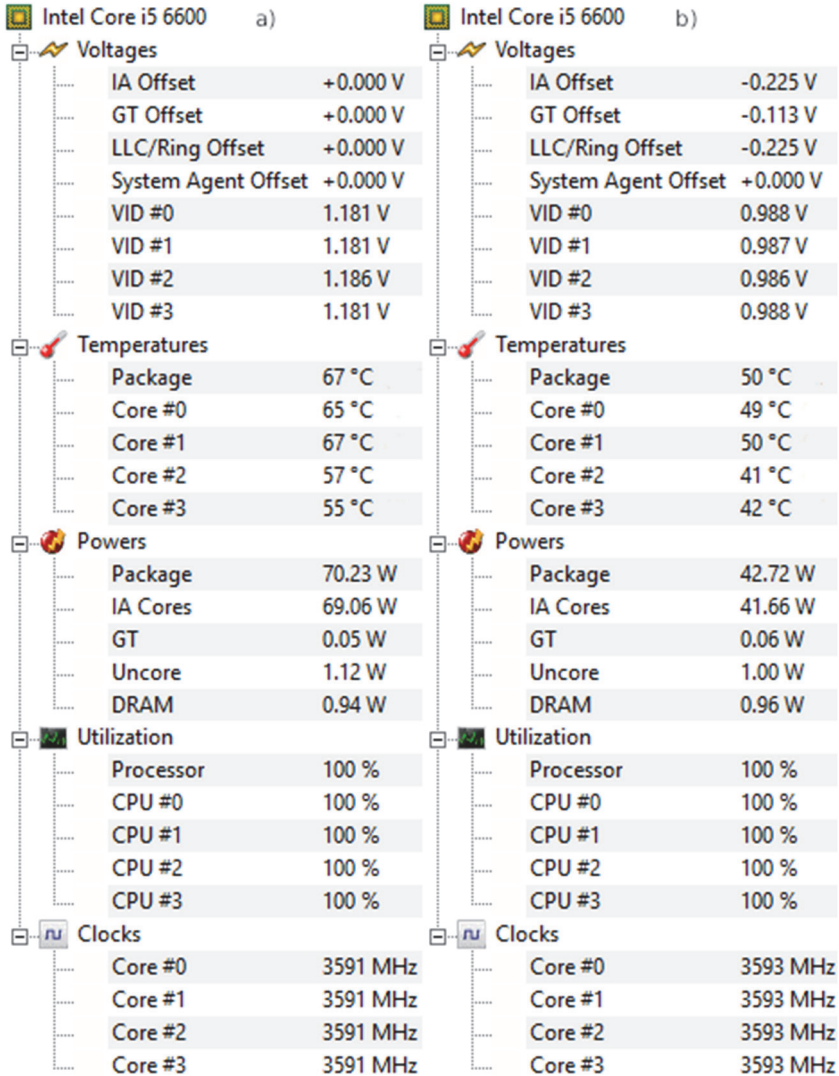 Intel Core i5 6600 a)
Voltages
IA Offset +0.000 V
GT Offset +0.000 V
LLC/Ring Offset +0.000 V
System Agent Offset +0.000 V
VID #0 1.181 V
VID #1 1.181 V
VID #2 1.186 V
VID #3 1.181 V
Temperatures
Package 67 °C
Core #0 65 °C
Core #1 67 °C
Core #2 57 °C
Core #3 55 °C
Powers
Package 70.23 W
IA Cores 69.06 W
GT 0.05 W
Uncore 1.12 W
DRAM 0.94 W
Utilization
Processor 100 %
CPU #0 100 %
CPU #1 100 %
CPU #2 100 %
CPU #3 100 %
Clocks
Core #0 3591 MHz
Core #1 3591 MHz
Core #2 3591 MHz
Core #3 3591 MHz
Intel Core i5 6600 b)
Voltages
IA Offset -0.225 V
GT Offset -0.113 V
LLC/Ring Offset -0.225 V
System Agent Offset +0.000 V
VID #0 0.988 V
VID #1 0.987 V
VID #2 0.986 V
VID #3 0.988 V
Temperatures
Package 50 °C
Core #0 49 °C
Core #1 50 °C
Core #2 41 °C
Core #3 42 °C
Powers
Package 42.72 W
IA Cores 41.66 W
GT 0.06 W
Uncore 1.00 W
DRAM 0.96 W
Utilization
Processor 100 %
CPU #0 100 %
CPU #1 100 %
CPU #2 100 %
CPU #3 100 %
Clocks
Core #0 3593 MHz
Core #1 3593 MHz
Core #2 3593 MHz
Core #3 3593 MHz